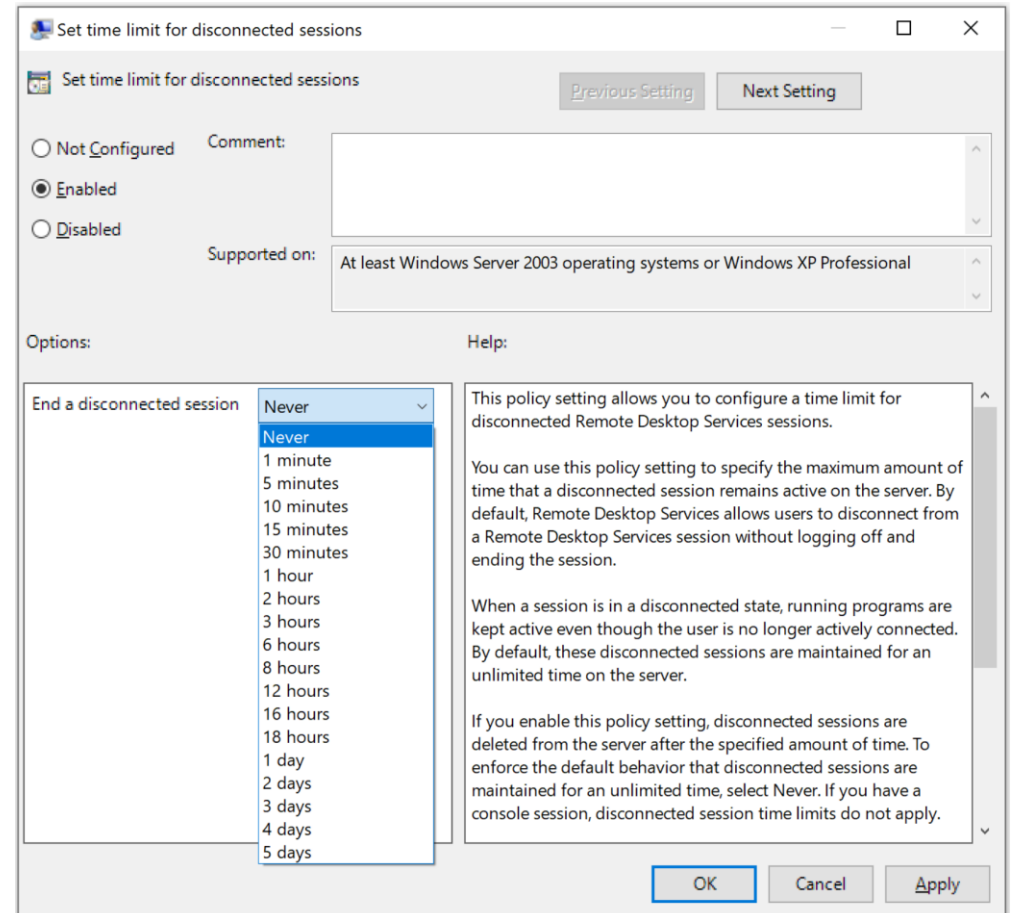 Set time limit for disconnected sessions
Set time limit for disconnected sessions
Previous Setting
Next Setting
Not Configured
Enabled
Disabled
Comment:
Supported on:
At least Windows Server 2003 operating systems or Windows XP Professional
Options:
End a disconnected session
Never
Never
1 minute
5 minutes
10 minutes
15 minutes
30 minutes
1 hour
2 hours
3 hours
6 hours
8 hours
12 hours
16 hours
18 hours
1 day
2 days
3 days
4 days
5 days
Help:
This policy setting allows you to configure a time limit for
disconnected Remote Desktop Services sessions.
You can use this policy setting to specify the maximum amount of
time that a disconnected session remains active on the server. By
default, Remote Desktop Services allows users to disconnect from
a Remote Desktop Services session without logging off and
ending the session.
When a session is in a disconnected state, running programs are
kept active even though the user is no longer actively connected.
By default, these disconnected sessions are maintained for an
unlimited time on the server.
If you enable this policy setting, disconnected sessions are
deleted from the server after the specified amount of time. To
enforce the default behavior that disconnected sessions are
maintained for an unlimited time, select Never. If you have a
console session, disconnected session time limits do not apply.
OK
Cancel
Apply